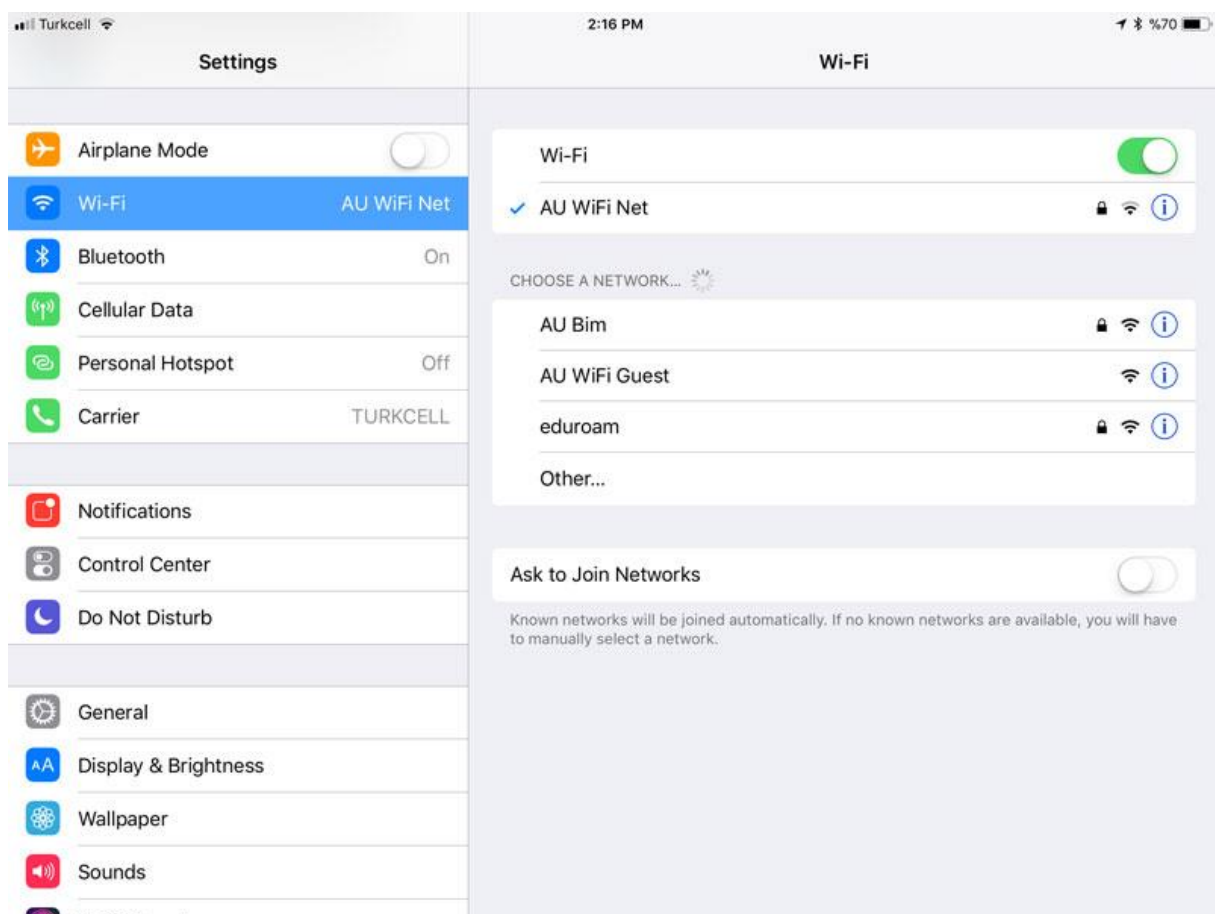 Turkcell 2:16 PM %70
Settings
Airplane Mode
Wi-Fi AU WiFi Net
Bluetooth On
Cellular Data
Personal Hotspot Off
Carrier TURKCELL
Notifications
Control Center
Do Not Disturb
General
AA Display & Brightness
Wallpaper
Sounds
Wi-Fi
Wi-Fi
AU WiFi Net
CHOOSE A NETWORK...
AU Bim
AU WiFi Guest
eduroam
Other...
Ask to Join Networks
Known networks will be joined automatically. If no known networks are available, you will have
to manually select a network.